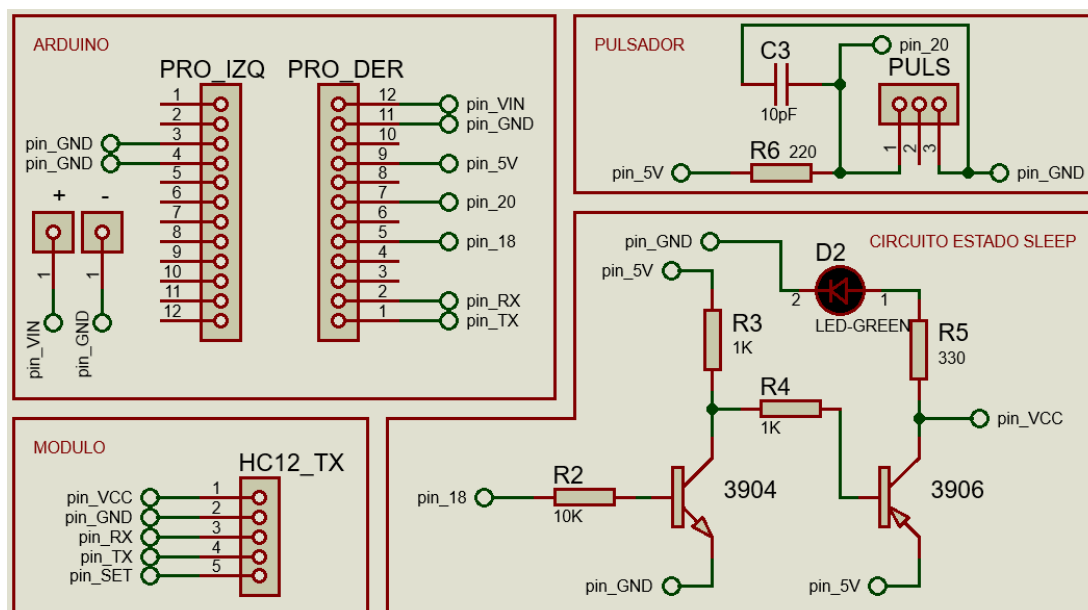 ARDUINO
PRO_IZQ
PRO_DER
1
2
3
4
5
6
7
8
9
10
11
12
pin_GND
pin_GND
12
11
10
9
8
7
6
5
4
3
2
1
pin_VIN
pin_GND
pin_5V
pin_20
pin_18
pin_RX
pin_TX
+
-
1
1
pin_VIN
pin_GND
PULSADOR
C3
10pF
pin_20
PULS
1
2
3
R6 220
pin_5V
pin_GND
MODULO
HC12_TX
pin_VCC 1
pin_GND 2
pin_RX 3
pin_TX 4
pin_SET 5
CIRCUITO ESTADO SLEEP
pin_GND
pin_5V
D2
2
1
LED-GREEN
R3
1K
R5
330
R4
1K
pin_VCC
pin_18
R2
10K
3904
3906
pin_GND
pin_5V